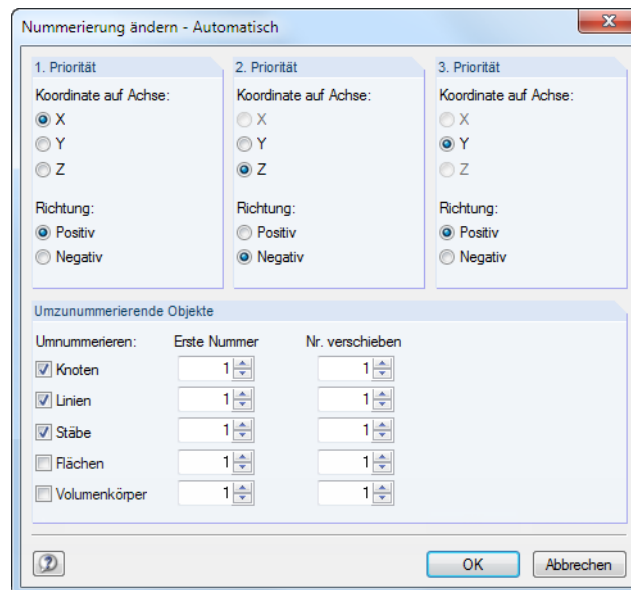 Nummerierung ändern - Automatisch
1. Priorität
Koordinate auf Achse:
X
Y
Z
Richtung:
Positiv
Negativ
2. Priorität
Koordinate auf Achse:
X
Y
Z
Richtung:
Positiv
Negativ
3. Priorität
Koordinate auf Achse:
X
Y
Z
Richtung:
Positiv
Negativ
Umzunummerierende Objekte
Umnummerieren: Erste Nummer Nr. verschieben
Knoten 1 1
Linien 1 1
Stäbe 1 1
Flächen 1 1
Volumenkörper 1 1
OK Abbrechen